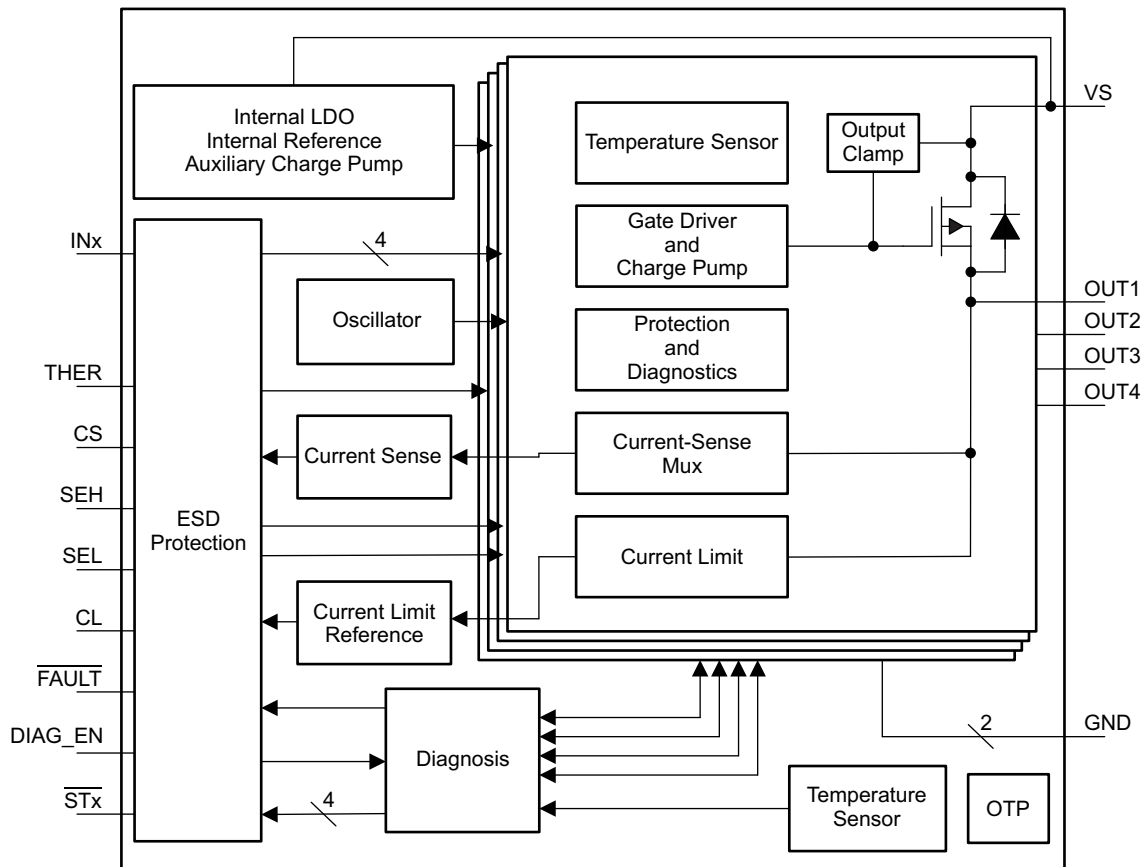 Internal LDO
Internal Reference
Auxiliary Charge Pump
Temperature Sensor
Output
Clamp
VS
INx
4
Gate Driver
and
Charge Pump
Oscillator
Protection
and
Diagnostics
OUT1
OUT2
OUT3
OUT4
THER
CS
Current Sense
Current-Sense
Mux
SEH
ESD
Protection
SEL
Current Limit
CL
Current Limit
Reference
FAULT
DIAG_EN
Diagnosis
2
GND
STx
4
Temperature
Sensor
OTP